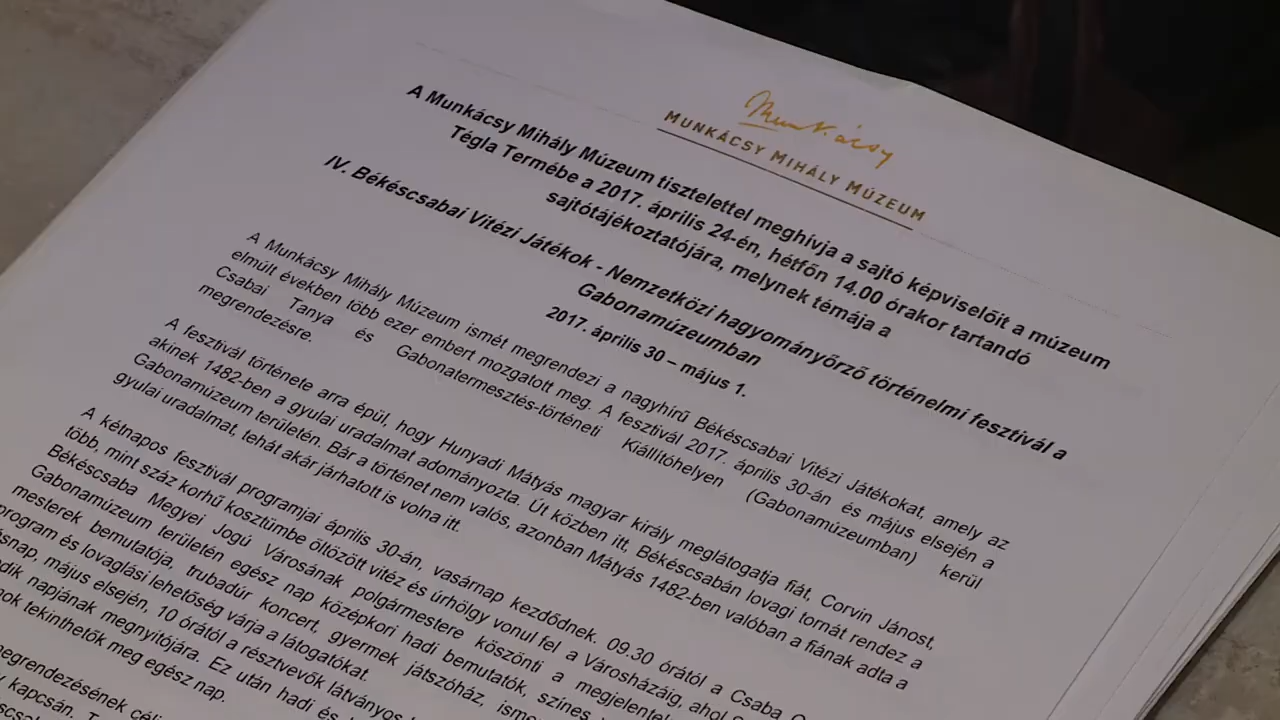 Munkácsy
MUNKÁCSY MIHÁLY MÚZEUM
A Munkácsy Mihály Múzeum tisztelettel meghívja a sajtó képviselőit a múzeum
Tégla Termébe a 2017. április 24-én, hétfőn 14.00 órakor tartandó
sajtótájékoztatójára, melynek témája a
IV. Békéscsabai Vitézi Játékok - Nemzetközi hagyományőrző történelmi fesztivál a
Gabonamúzeumban
2017. április 30 – május 1.
A Munkácsy Mihály Múzeum ismét megrendezi a nagyhírű Békéscsabai Vitézi Játékokat, amely az
elmúlt években több ezer embert mozgatott meg. A fesztivál 2017. április 30-án és május elsején a
Csabai Tanya és Gabonatermesztés-történeti Kiállítóhelyen (Gabonamúzeumban) kerül
megrendezésre.
A fesztivál története arra épül, hogy Hunyadi Mátyás magyar király meglátogatja fiát, Corvin Jánost,
akinek 1482-ben a gyulai uradalmat adományozta. Út közben itt, Békéscsabán lovagi tornát rendez a
Gabonamúzeum területén. Bár a történet nem valós, azonban Mátyás 1482-ben valóban a fiának adta a
gyulai uradalmat, tehát akár járhatott is volna itt.
A kétnapos fesztivál programjai április 30-án, vasárnap kezdődnek. 09.30 órától a Csaba
több, mint száz korhű kosztümbe öltözött vitéz és úrhölgy vonul fel a Városházáig, ahol
Békéscsaba Megyei Jogú Városának polgármestere köszönti a
Gabonamúzeum területén egész nap középkori hadi bemutatók, színes
mesterek bemutatója, trubadúr koncert, gyermek játszóház,
program és lovaglási lehetőség várja a látogatókat.
május elsején, 10 órától a résztvevők látványos
napjának megnyitójára. Ez után hadi és
tekinthetők meg egész nap.
kapcsán.